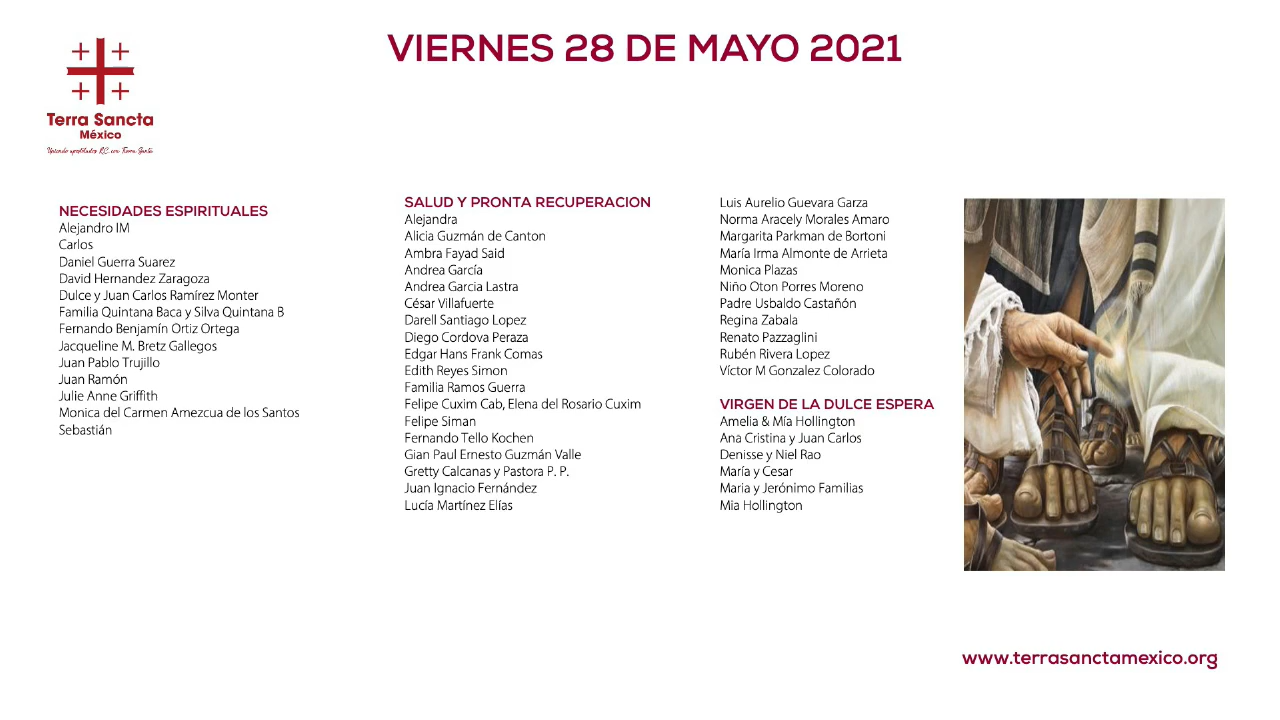 VIERNES 28 DE MAYO 2021
Terra Sancta
México
Uniendo apostolados R.C. con Tierra Santa
NECESIDADES ESPIRITUALES
Alejandro IM
Carlos
Daniel Guerra Suarez
David Hernandez Zaragoza
Dulce y Juan Carlos Ramírez Monter
Familia Quintana Baca y Silva Quintana B
Fernando Benjamín Ortiz Ortega
Jacqueline M. Bretz Gallegos
Juan Pablo Trujillo
Juan Ramón
Julie Anne Griffith
Monica del Carmen Amezcua de los Santos
Sebastián
SALUD Y PRONTA RECUPERACION
Alejandra
Alicia Guzmán de Canton
Ambra Fayad Said
Andrea García
Andrea Garcia Lastra
César Villafuerte
Darell Santiago Lopez
Diego Cordova Peraza
Edgar Hans Frank Comas
Edith Reyes Simon
Familia Ramos Guerra
Felipe Cuxim Cab, Elena del Rosario Cuxim
Felipe Siman
Fernando Tello Kochen
Gian Paul Ernesto Guzmán Valle
Gretty Calcanas y Pastora P. P.
Juan Ignacio Fernández
Lucía Martínez Elías
Luis Aurelio Guevara Garza
Norma Aracely Morales Amaro
Margarita Parkman de Bortoni
María Irma Almonte de Arrieta
Monica Plazas
Niño Oton Porres Moreno
Padre Usbaldo Castañón
Regina Zabala
Renato Pazzaglini
Rubén Rivera Lopez
Víctor M Gonzalez Colorado
VIRGEN DE LA DULCE ESPERA
Amelia & Mía Hollington
Ana Cristina y Juan Carlos
Denisse y Niel Rao
María y Cesar
Maria y Jerónimo Familias
Mia Hollington
www.terrasanctamexico.org